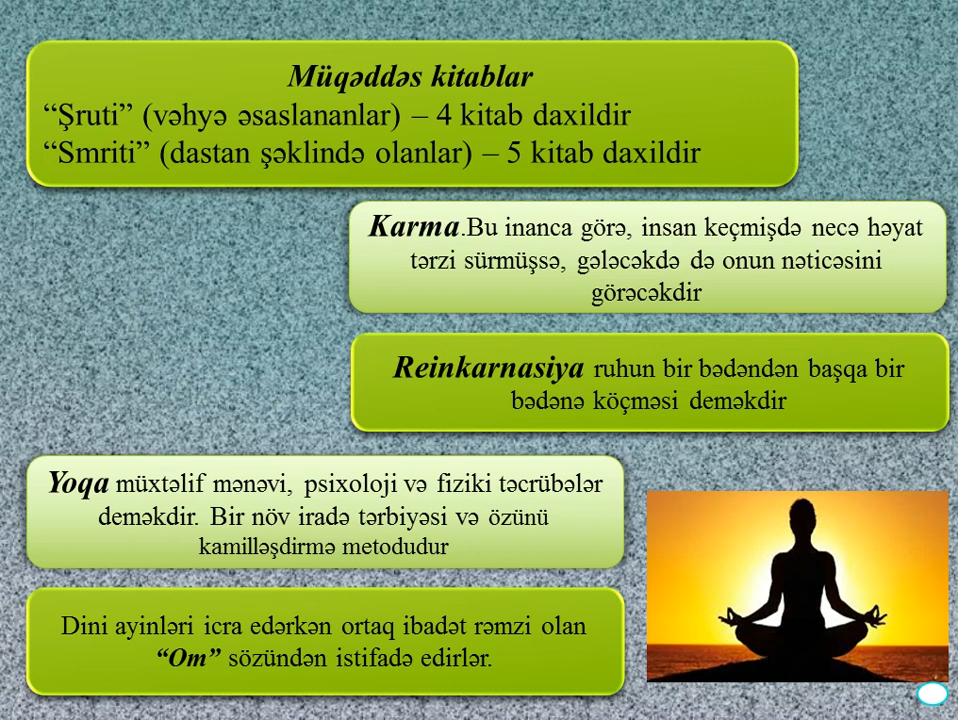 Müqəddəs kitablar
“Şruti” (vəhyə əsaslananlar) – 4 kitab daxildir
“Smriti” (dastan şəklində olanlar) – 5 kitab daxildir
Karma.Bu inanca görə, insan keçmişdə necə həyat
tərzi sürmüşsə, gələcəkdə də onun nəticəsini
görəcəkdir
Reinkarnasiya ruhun bir bədəndən başqa bir
bədənə köçməsi deməkdir
Yoqa müxtəlif mənəvi, psixoloji və fiziki təcrübələr
deməkdir. Bir növ iradə tərbiyəsi və özünü
kamilləşdirmə metodudur
Dini ayinləri icra edərkən ortaq ibadət rəmzi olan
“Om” sözündən istifadə edirlər.